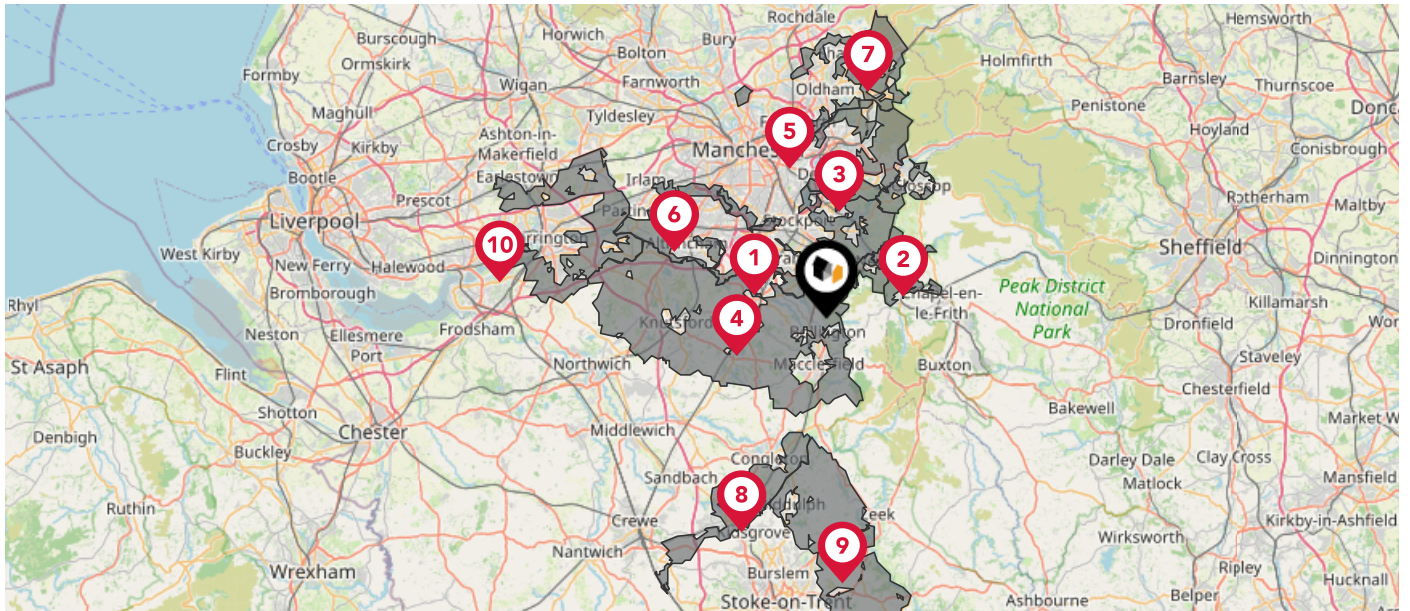 Rochdale
Hemsworth
Burscough
Horwich
Bury
Bolton
Holmfirth
Ormskirk
Formby
Wigan
Farnworth
7
Barnsley
Thurnscoe
Oldham
Penistone
Maghull
Tyldesley
5
Hoyland
Crosby
Kirkby
Ashton-in-
Makerfield
Conisbrough
Bootle
Earlestown
Irlam
3
Prescot
6
Rotherham
Maltby
Liverpool
10
West Kirby
New Ferry
Halewood
1
2
Sheffield
Dinnington
Bromborough
Peak District
National
Park
Killamarsh
Rhyl
Neston
Ellesmere
Port
Frodsham
Knutsford
4
Dronfield
St Asaph
Flint
Northwich
Macclesfield
Buxton
Staveley
Chesterfield
Shotton
Bakewell
Denbigh
Chester
Middlewich
Buckley
Congleton
Darley Dale
Clay Cross
Matlock
Mansfield
Sandbach
8
Ruthin
Crewe
9
Wirksworth
Kirkby-in-Ashfield
Nantwich
Wrexham
Burslem
Ripley
Hucknall
Stoke-on-Trent
Ashbourne
Belper